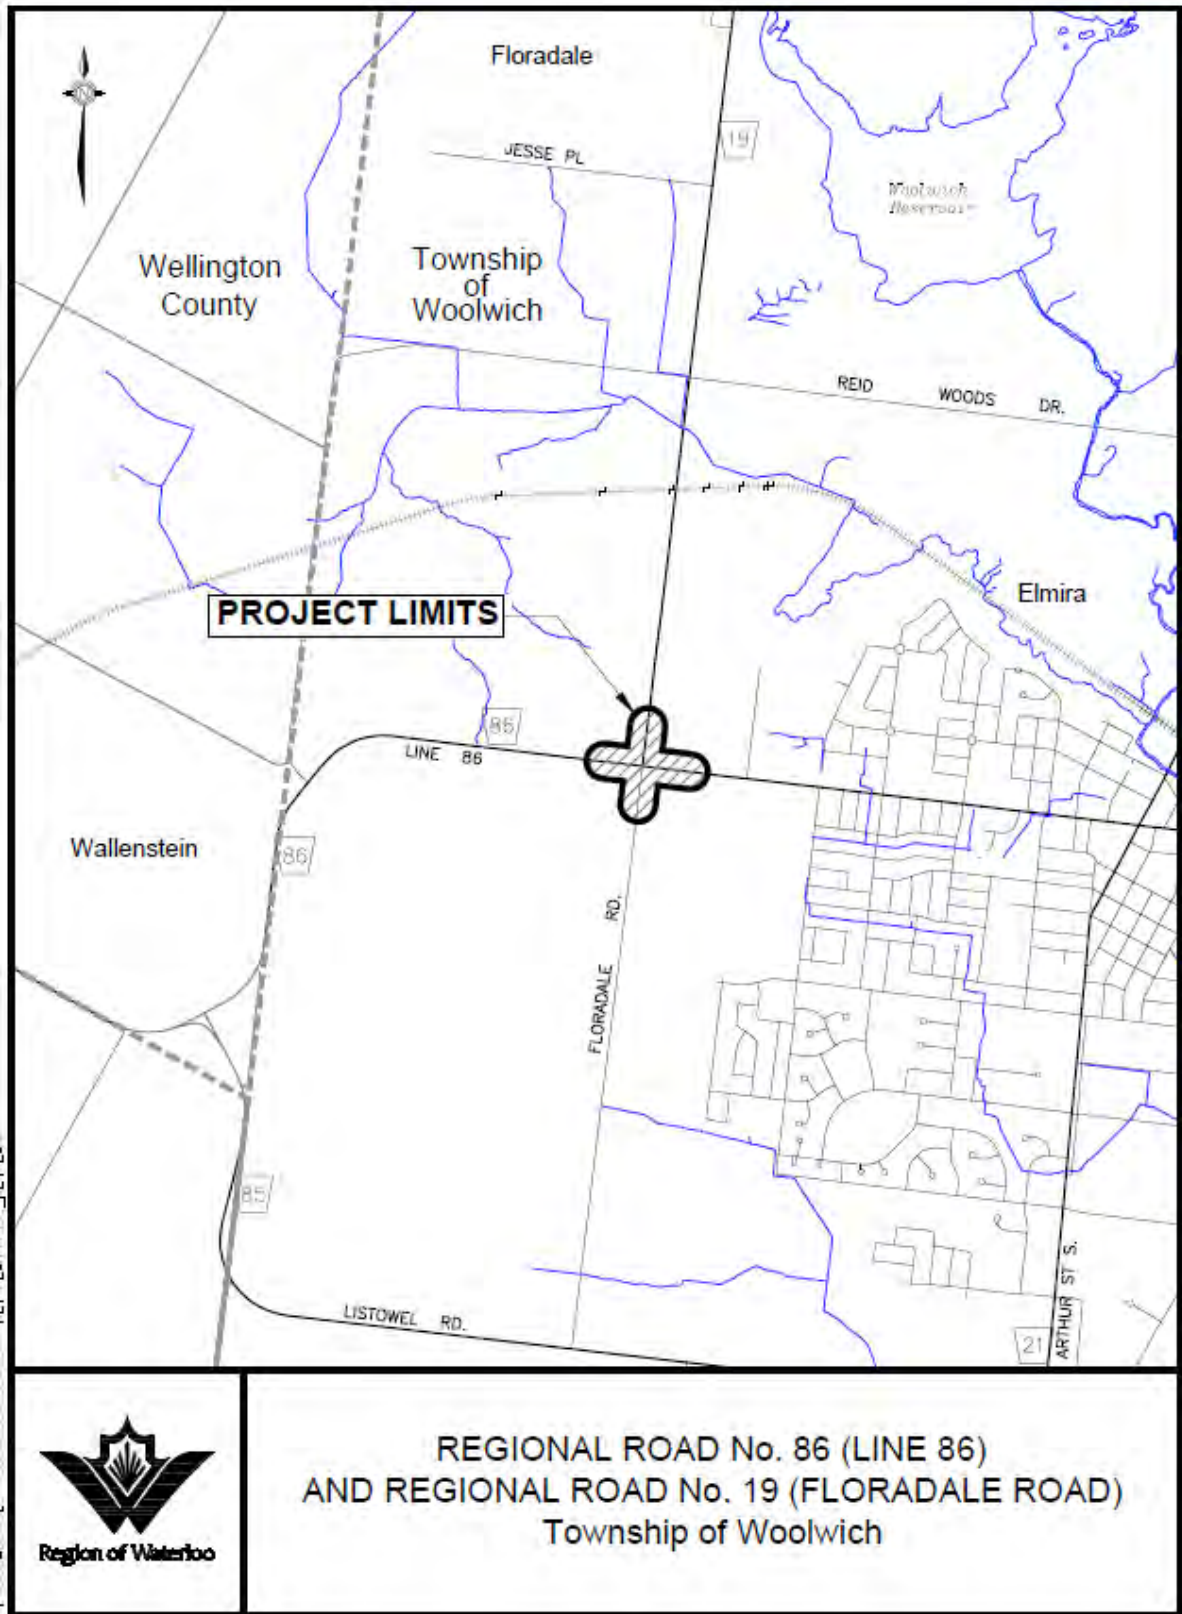 Floradale
N
19
JESSE PL
Woolwich
Reservoir
Wellington
County
Township
of
Woolwich
REID WOODS DR.
Elmira
PROJECT LIMITS
85
LINE 86
86
Wallenstein
FLORADALE RD.
85
LISTOWEL RD.
21
ARTHUR ST S.
Region of Waterloo
REGIONAL ROAD No. 86 (LINE 86)
AND REGIONAL ROAD No. 19 (FLORADALE ROAD)
Township of Woolwich